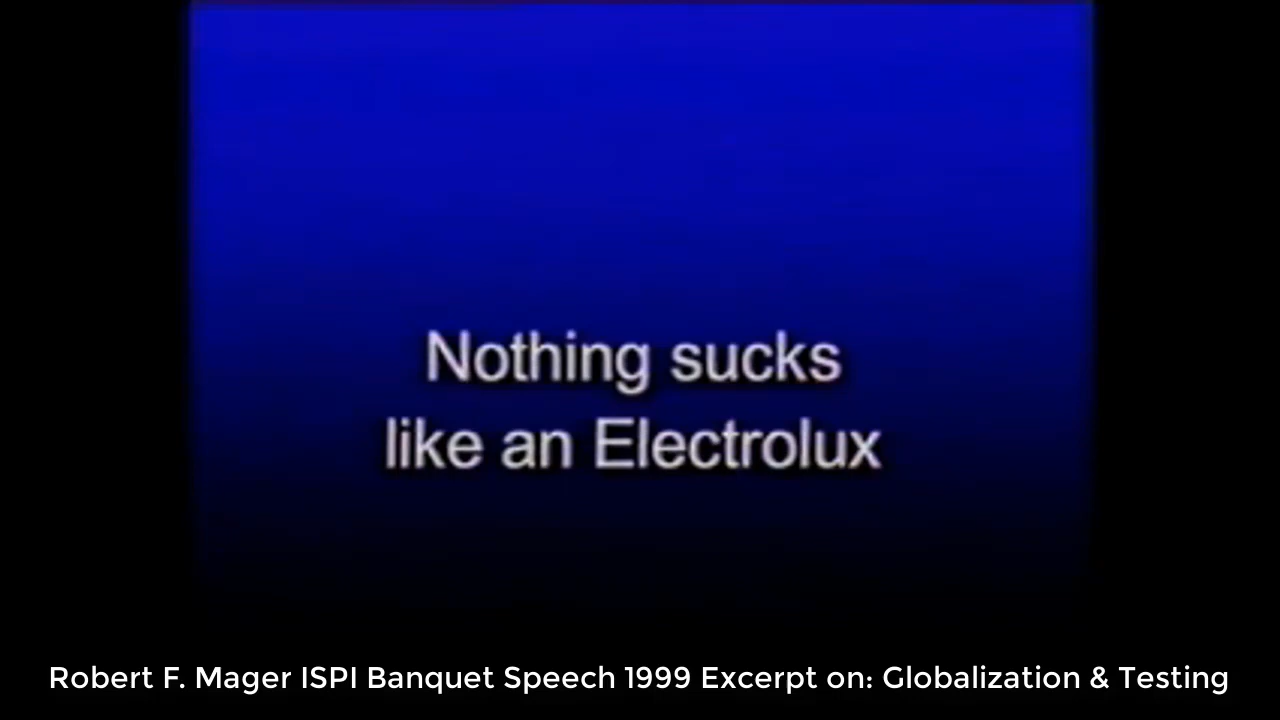 Nothing sucks
like an Electrolux
Robert F. Mager ISPI Banquet Speech 1999 Excerpt on: Globalization & Testing